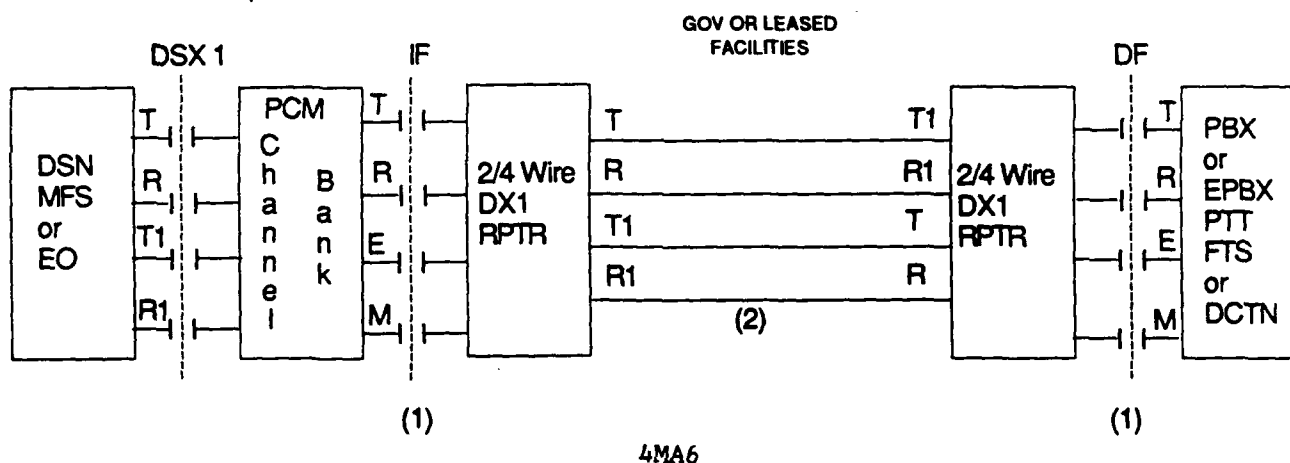 GOV OR LEASED
FACILITIES
DSX 1
IF
DF
DSN
MFS
or
EO
T
R
T1
R1
PCM
Channel
Bank
T
R
E
M
2/4 Wire
DX1
RPTR
T
R
T1
R1
(2)
T1
R1
T
R
2/4 Wire
DX1
RPTR
T
R
E
M
PBX
or
EPBX
PTT
FTS
or
DCTN
(1)
(1)
4MA6